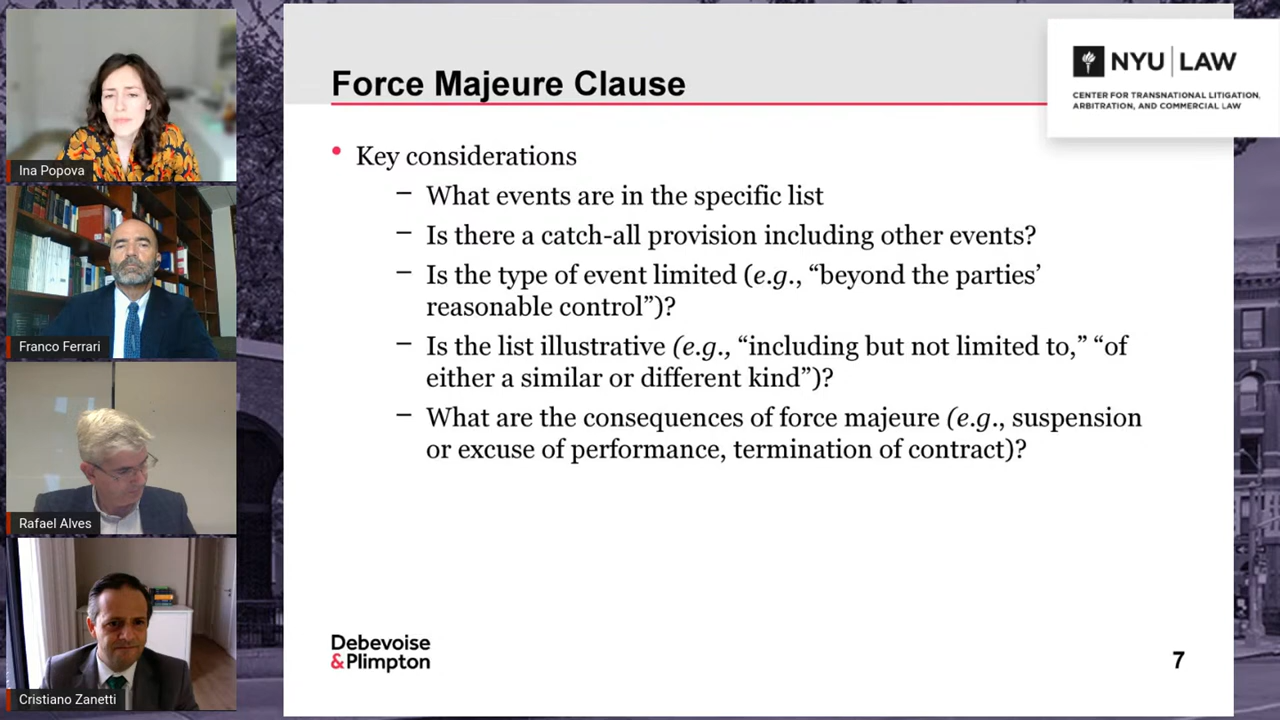 Ina Popova
Franco Ferrari
Rafael Alves
Cristiano Zanetti
Force Majeure Clause
NYU | LAW
CENTER FOR TRANSNATIONAL LITIGATION,
ARBITRATION, AND COMMERCIAL LAW
• Key considerations
– What events are in the specific list
– Is there a catch-all provision including other events?
– Is the type of event limited (e.g., “beyond the parties’
reasonable control”)?
– Is the list illustrative (e.g., “including but not limited to,” “of
either a similar or different kind”)?
– What are the consequences of force majeure (e.g., suspension
or excuse of performance, termination of contract)?
Debevoise
&Plimpton
7